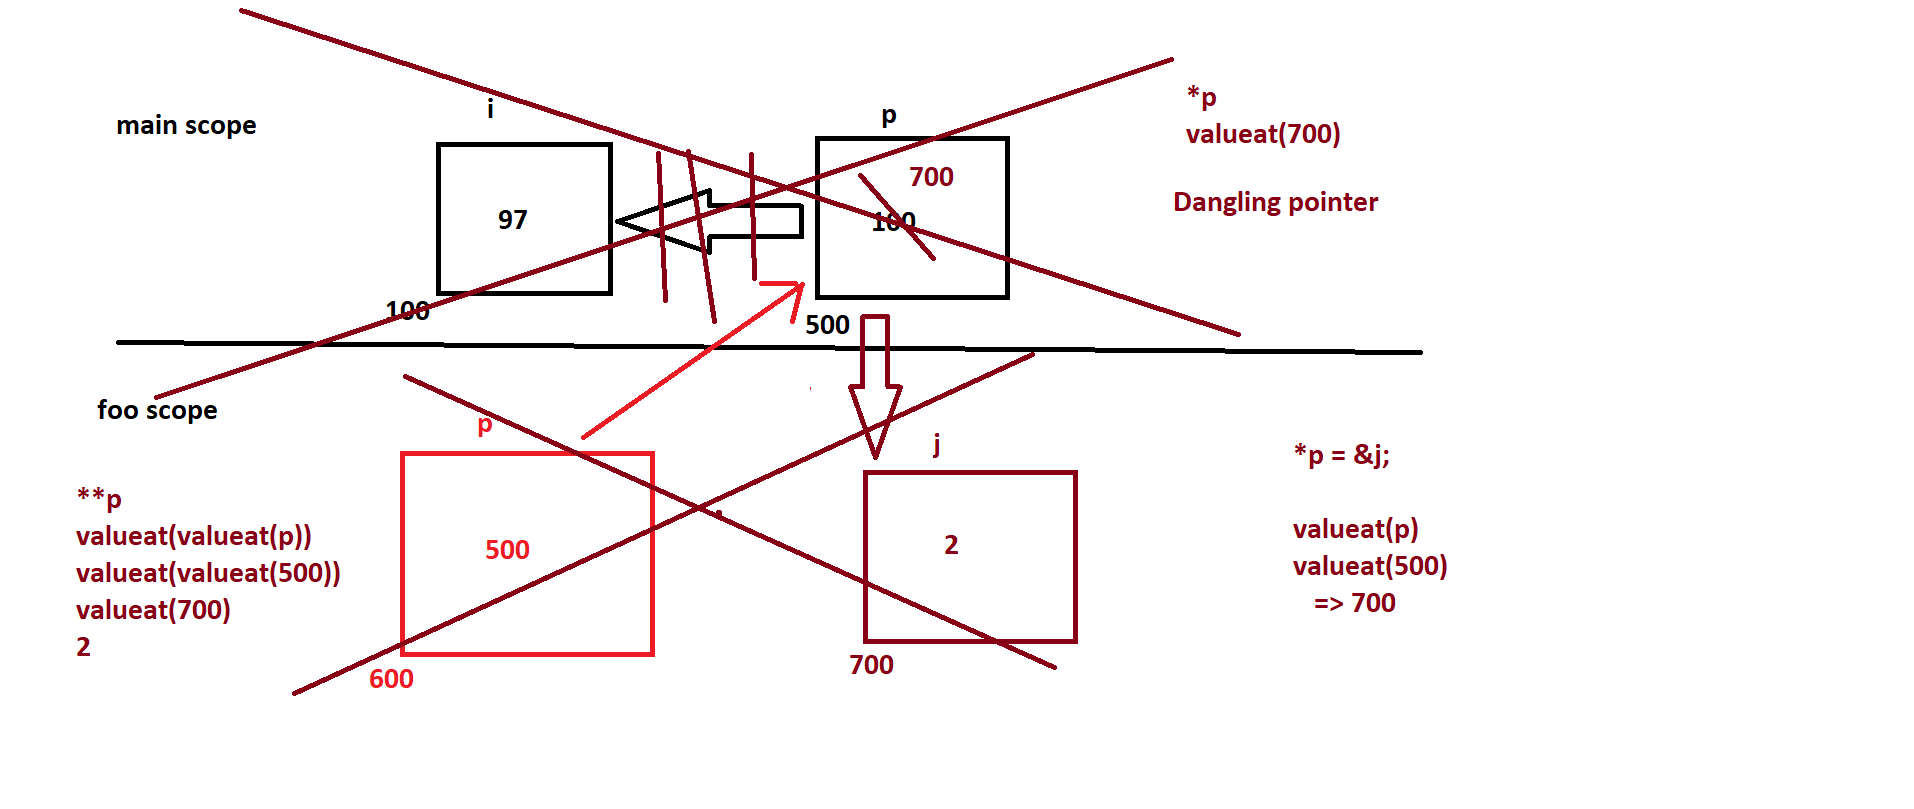 main scope
i
p
97
700
100
100
500
*p
valueat(700)
Dangling pointer
foo scope
p
500
600
j
2
700
**p
valueat(valueat(p))
valueat(valueat(500))
valueat(700)
2
*p = &j;
valueat(p)
valueat(500)
=> 700